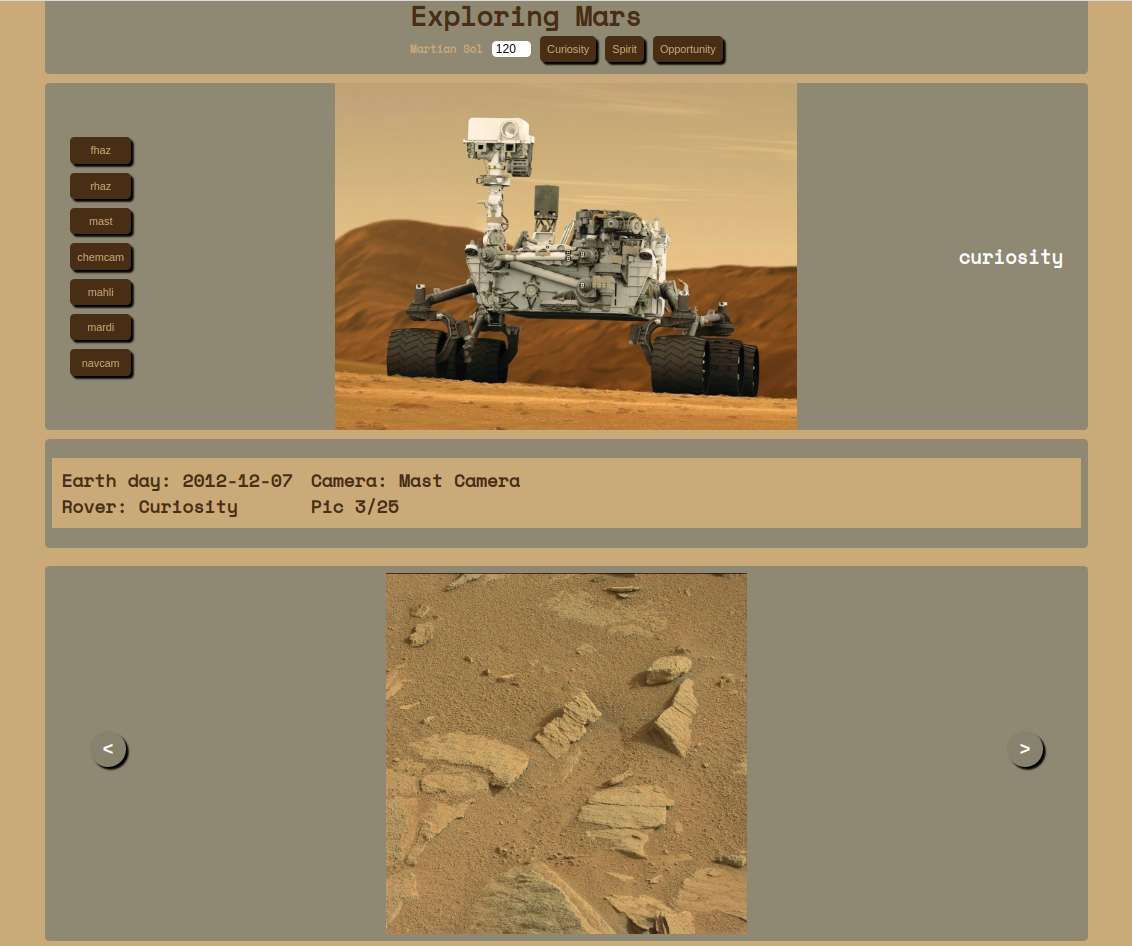 Exploring Mars
Martian Sol 120 Curiosity Spirit Opportunity
fhaz
rhaz
mast
chemcam
mahli
mardi
navcam
curiosity
Earth day: 2012-12-07 Camera: Mast Camera
Rover: Curiosity Pic 3/25
< >